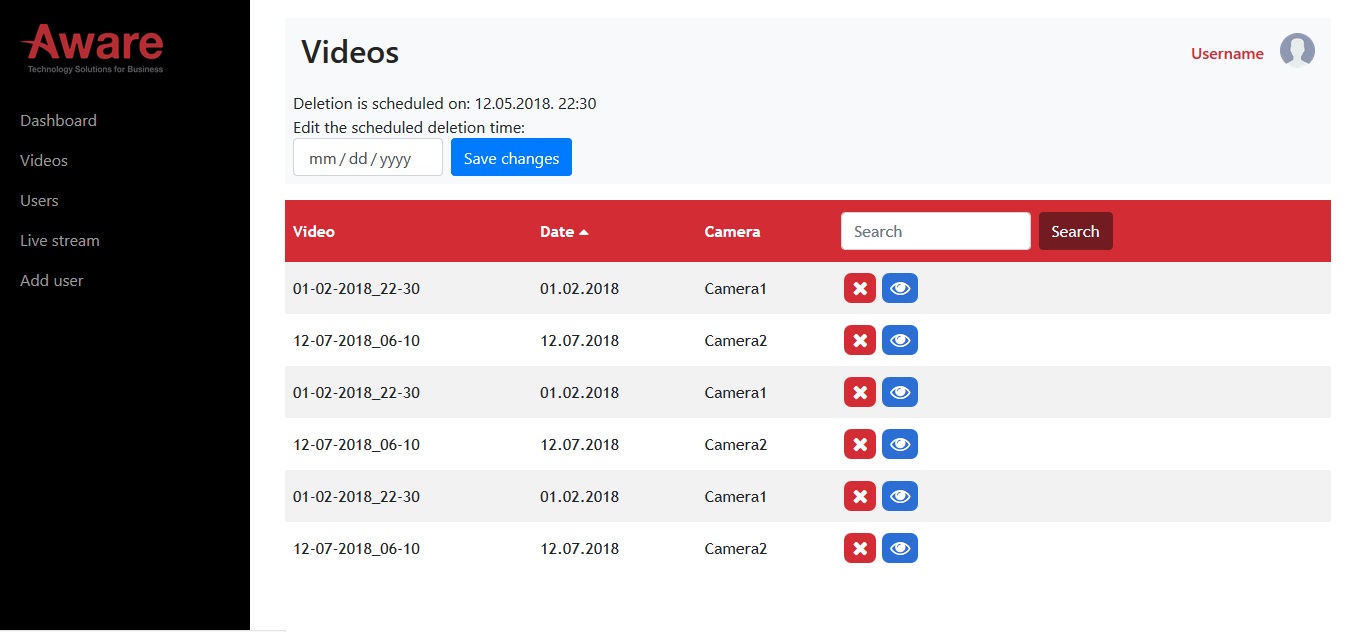 Aware
Technology Solutions for Business
Dashboard
Videos
Users
Live stream
Add user
Videos
Username
Deletion is scheduled on: 12.05.2018. 22:30
Edit the scheduled deletion time:
mm/dd/yyyy
Save changes
Video Date Camera Search Search
01-02-2018_22-30 01.02.2018 Camera1
12-07-2018_06-10 12.07.2018 Camera2
01-02-2018_22-30 01.02.2018 Camera1
12-07-2018_06-10 12.07.2018 Camera2
01-02-2018_22-30 01.02.2018 Camera1
12-07-2018_06-10 12.07.2018 Camera2